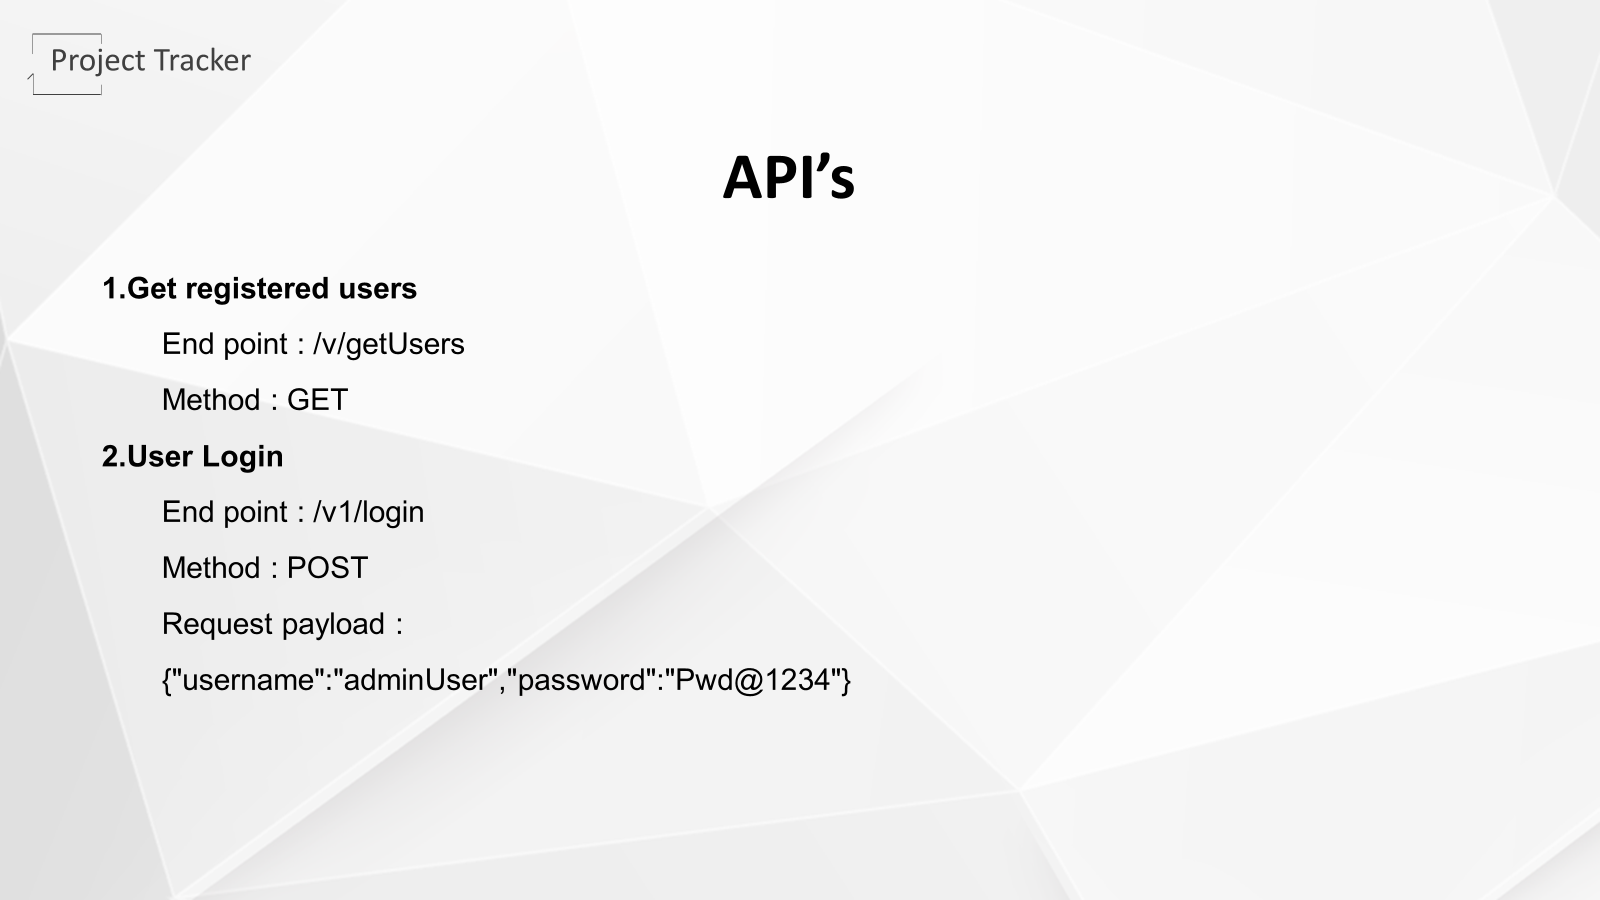 Project Tracker
API’s
1.Get registered users
End point : /v/getUsers
Method : GET
2.User Login
End point : /v1/login
Method : POST
Request payload :
{"username":"adminUser","password":"Pwd@1234"}